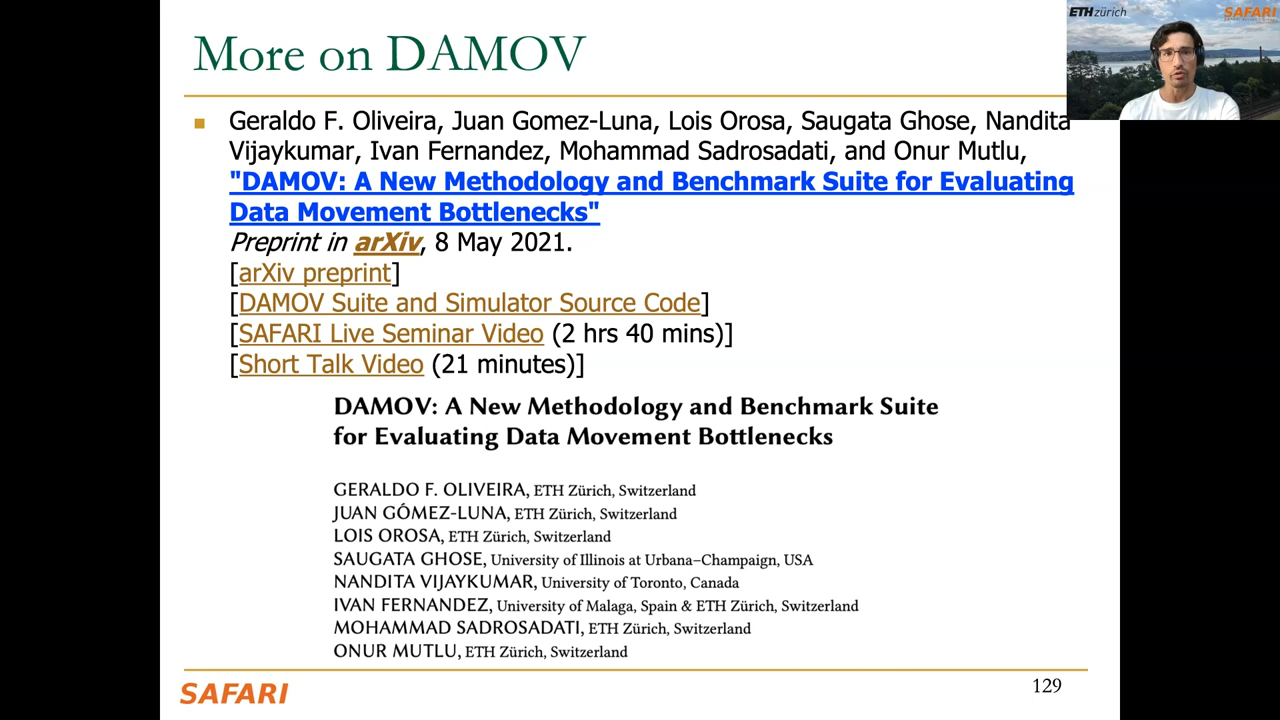 More on DAMOV
ETHzürich
SAFARI
Geraldo F. Oliveira, Juan Gomez-Luna, Lois Orosa, Saugata Ghose, Nandita
Vijaykumar, Ivan Fernandez, Mohammad Sadrosadati, and Onur Mutlu,
"DAMOV: A New Methodology and Benchmark Suite for Evaluating
Data Movement Bottlenecks"
Preprint in arXiv, 8 May 2021.
[arXiv preprint]
[DAMOV Suite and Simulator Source Code]
[SAFARI Live Seminar Video (2 hrs 40 mins)]
[Short Talk Video (21 minutes)]
DAMOV: A New Methodology and Benchmark Suite
for Evaluating Data Movement Bottlenecks
GERALDO F. OLIVEIRA, ETH Zürich, Switzerland
JUAN GÓMEZ-LUNA, ETH Zürich, Switzerland
LOIS OROSA, ETH Zürich, Switzerland
SAUGATA GHOSE, University of Illinois at Urbana–Champaign, USA
NANDITA VIJAYKUMAR, University of Toronto, Canada
IVAN FERNANDEZ, University of Malaga, Spain & ETH Zürich, Switzerland
MOHAMMAD SADROSADATI, ETH Zürich, Switzerland
ONUR MUTLU, ETH Zürich, Switzerland
SAFARI
129